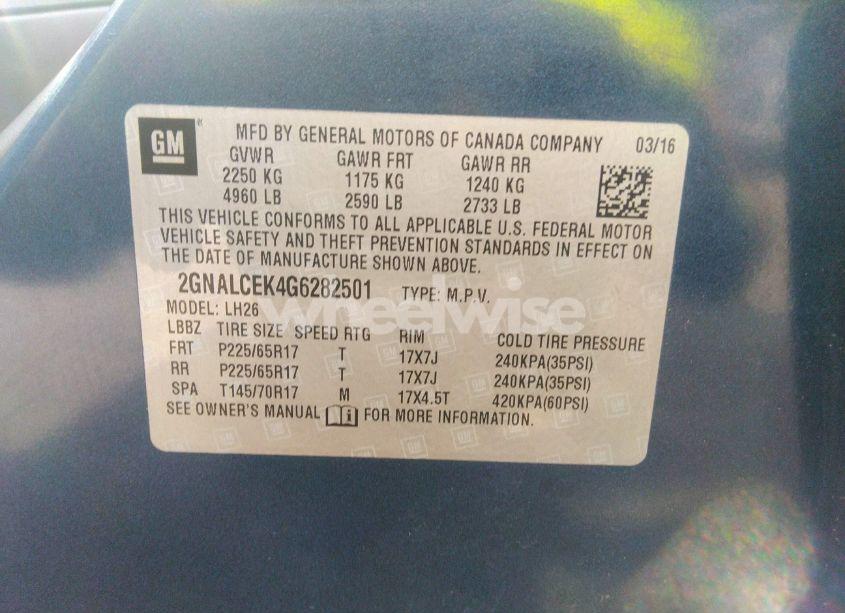 GM
MFD BY GENERAL MOTORS OF CANADA COMPANY 03/16
GVWR GAWR FRT GAWR RR
2250 KG 1175 KG 1240 KG
4960 LB 2590 LB 2733 LB
THIS VEHICLE CONFORMS TO ALL APPLICABLE U.S. FEDERAL MOTOR
VEHICLE SAFETY AND THEFT PREVENTION STANDARDS IN EFFECT ON
THE DATE OF MANUFACTURE SHOWN ABOVE.
2GNALCEK4G6282501 TYPE: M.P.V.
MODEL: LH26
wheelwise
LBBZ TIRE SIZE SPEED RTG RIM COLD TIRE PRESSURE
FRT P225/65R17 T 17X7J 240KPA(35PSI)
RR P225/65R17 T 17X7J 240KPA(35PSI)
SPA T145/70R17 M 17X4.5T 420KPA(60PSI)
SEE OWNER'S MANUAL FOR MORE INFORMATION.